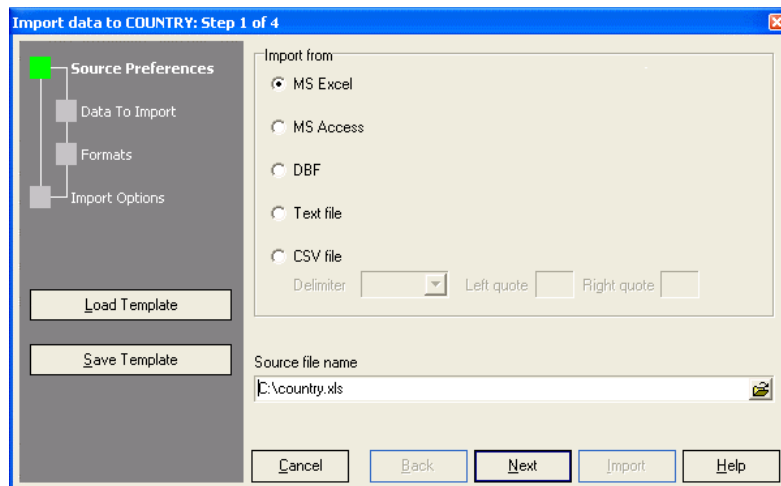 Import data to COUNTRY: Step 1 of 4
Source Preferences
Data To Import
Formats
Import Options
Load Template
Save Template
Import from
MS Excel
MS Access
DBF
Text file
CSV file
Delimiter Left quote Right quote
Source file name
C:\country.xls
Cancel Back Next Import Help